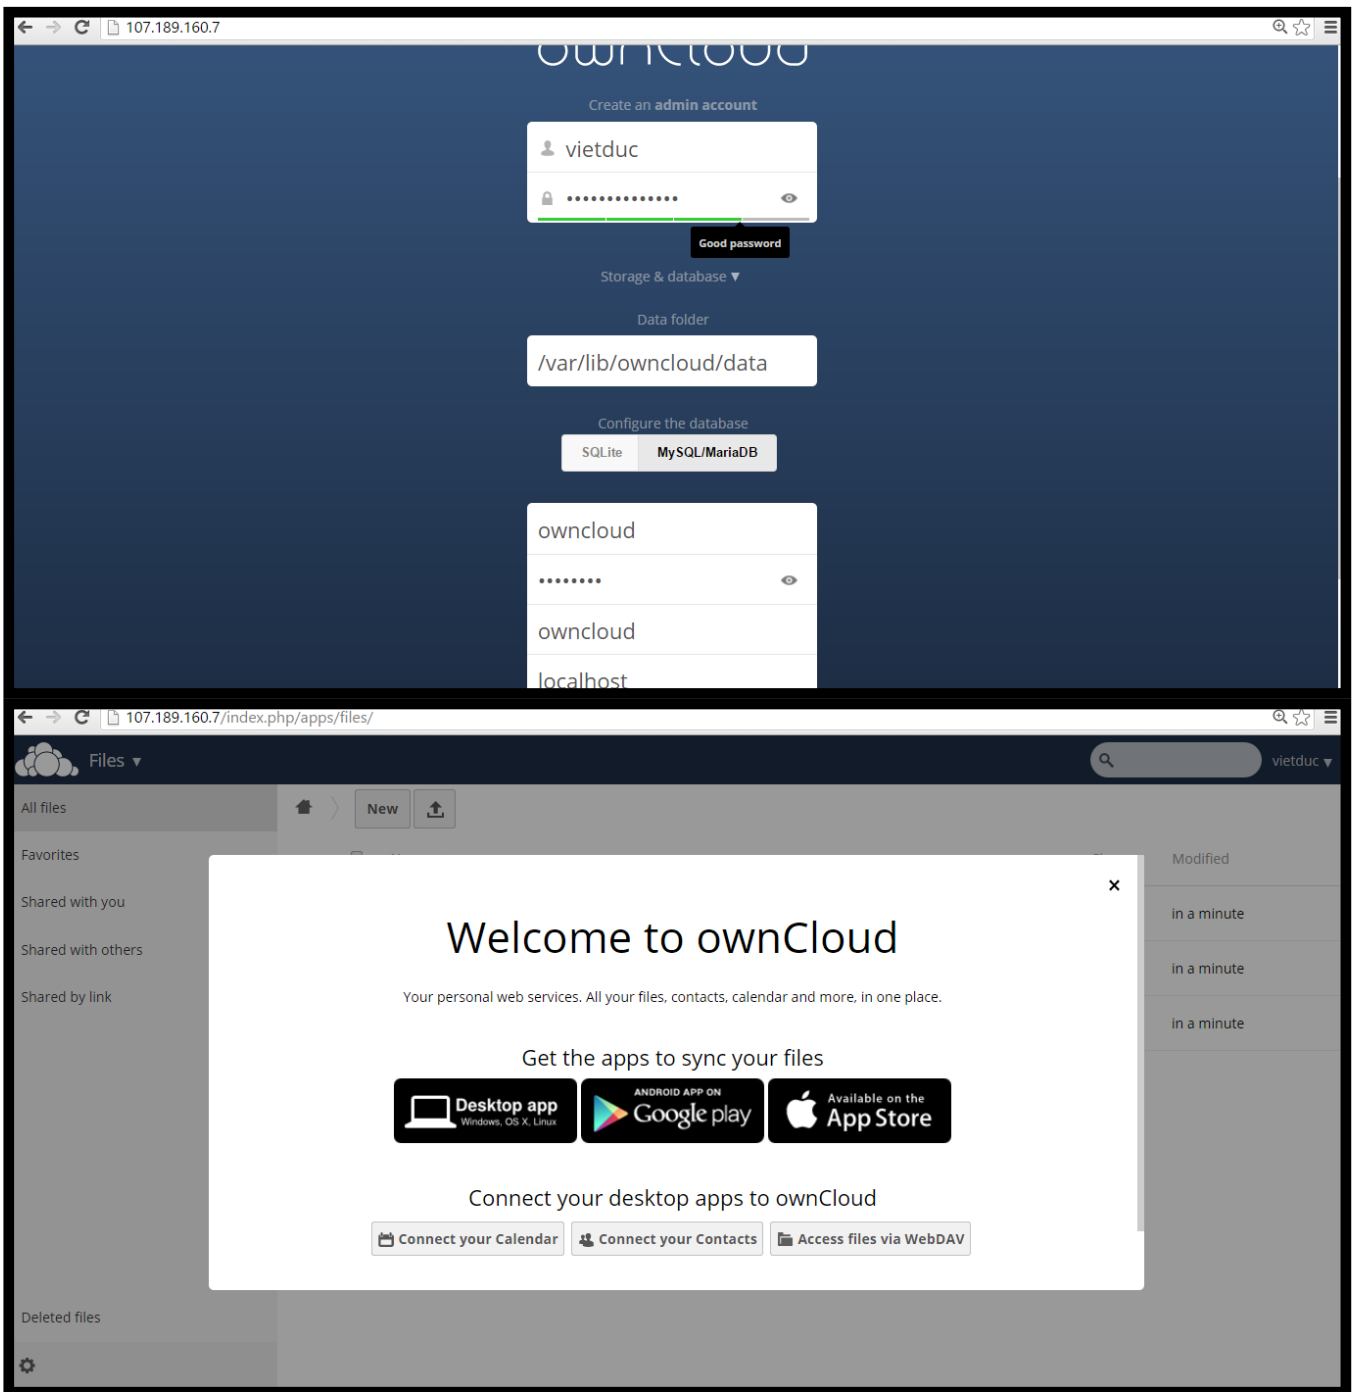 107.189.160.7
ownCloud
Create an admin account
vietduc
••••••••••••••
Good password
Storage & database ▼
Data folder
/var/lib/owncloud/data
Configure the database
SQLite MySQL/MariaDB
owncloud
••••••••
owncloud
localhost
107.189.160.7/index.php/apps/files/
Files ▼
vietduc ▼
All files
New
Favorites
Modified
Shared with you
in a minute
Shared with others
in a minute
Shared by link
in a minute
Welcome to ownCloud
Your personal web services. All your files, contacts, calendar and more, in one place.
Get the apps to sync your files
Desktop app
Windows, OS X, Linux
ANDROID APP ON
Google play
Available on the
App Store
Connect your desktop apps to ownCloud
Connect your Calendar
Connect your Contacts
Access files via WebDAV
Deleted files